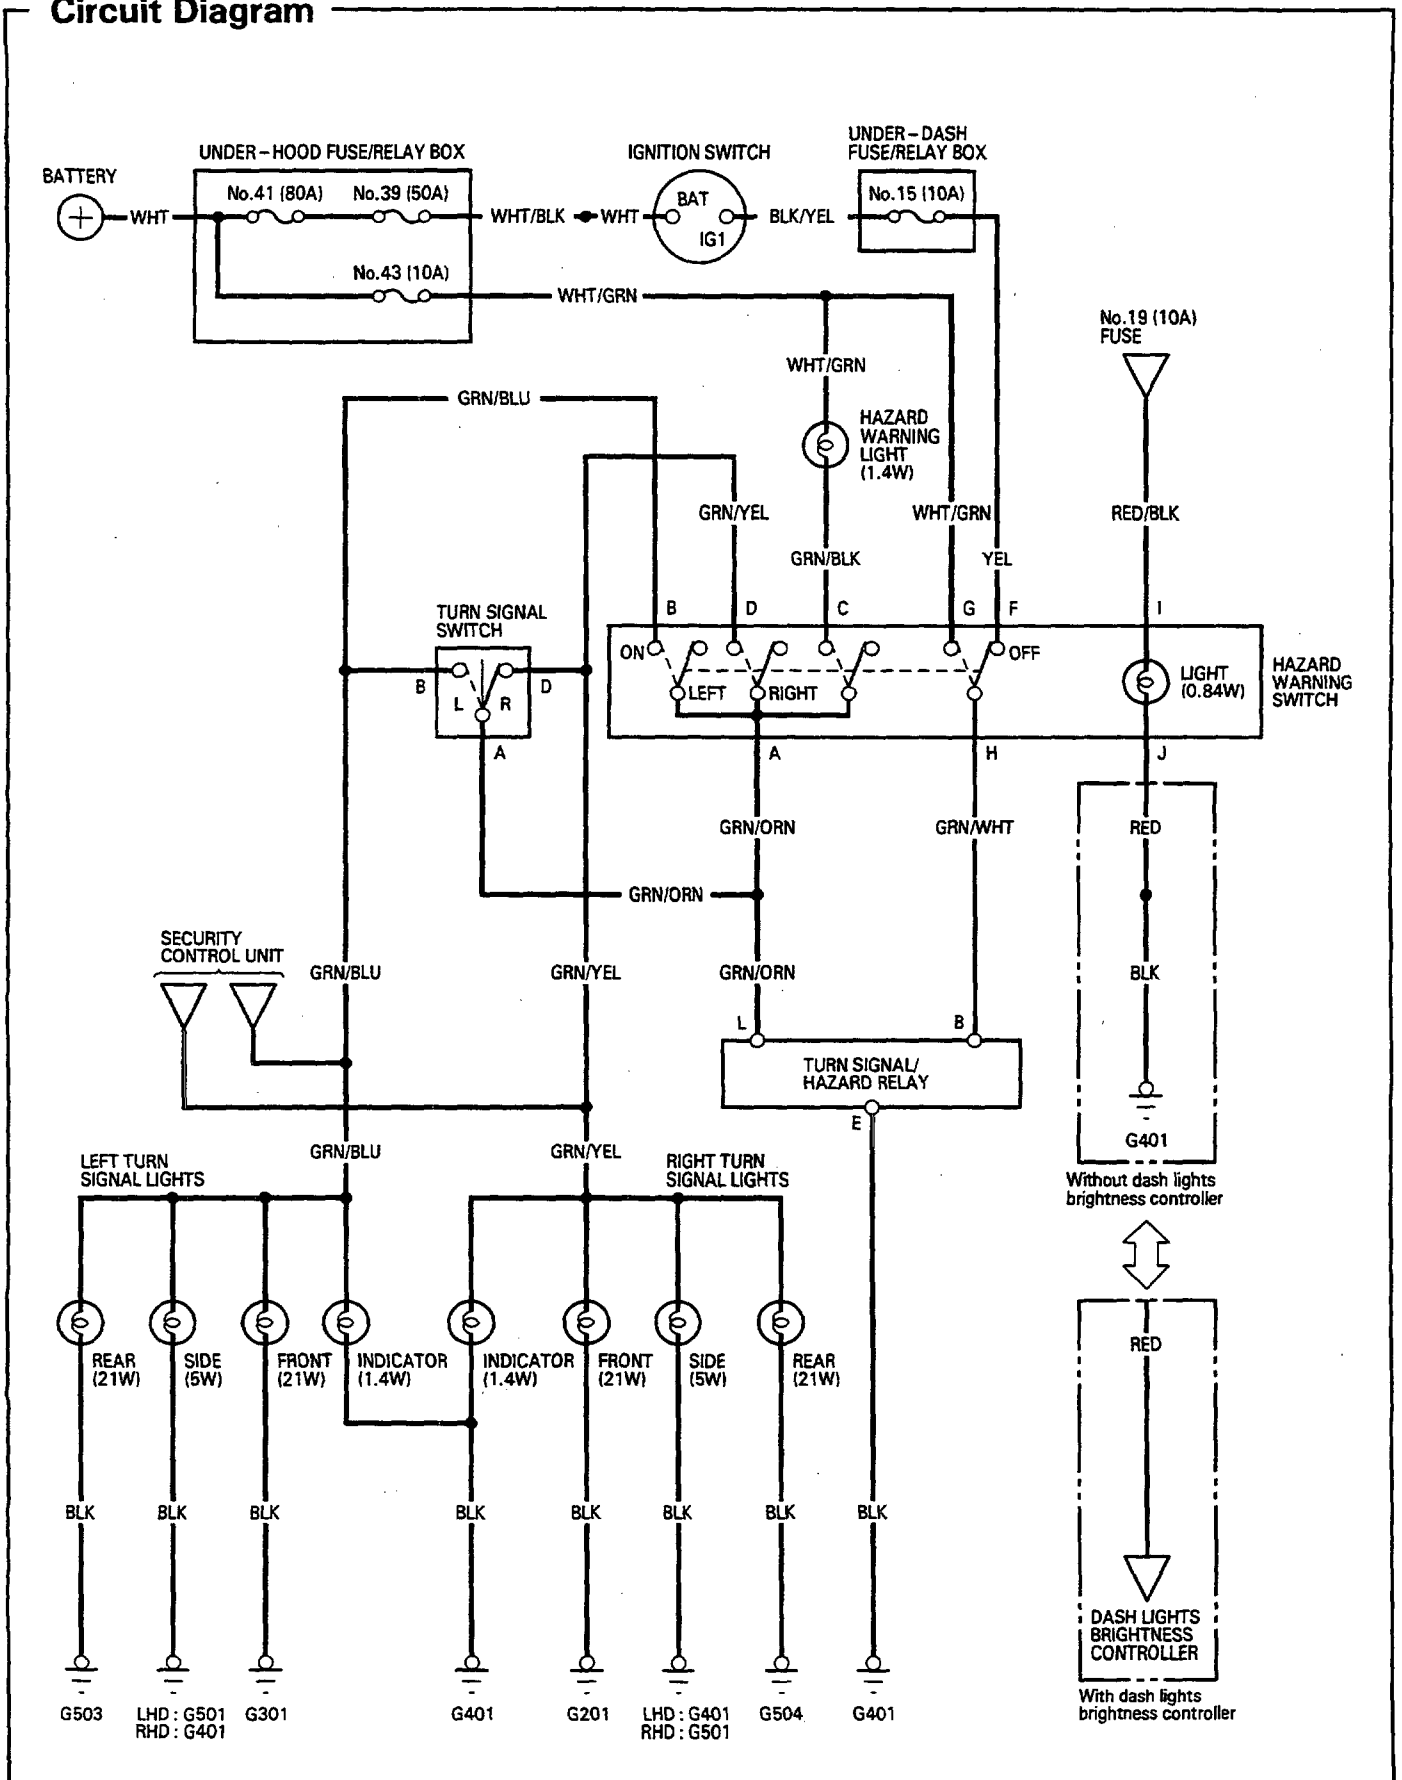 Circuit Diagram
UNDER-DASH
FUSE/RELAY BOX
UNDER-HOOD FUSE/RELAY BOX
IGNITION SWITCH
BATTERY
No.41 (80A)
No.39 (50A)
BAT
No.15 (10A)
+
WHT
WHT/BLK
WHT
BLK/YEL
IG1
No.43 (10A)
WHT/GRN
No.19 (10A)
FUSE
WHT/GRN
GRN/BLU
HAZARD
WARNING
LIGHT
(1.4W)
GRN/YEL
WHT/GRN
RED/BLK
GRN/BLK
YEL
B
D
C
G
F
I
TURN SIGNAL
SWITCH
ON
OFF
B
L
R
D
LEFT
RIGHT
LIGHT
(0.84W)
HAZARD
WARNING
SWITCH
A
A
H
J
GRN/ORN
GRN/WHT
RED
GRN/ORN
SECURITY
CONTROL UNIT
GRN/BLU
GRN/YEL
GRN/ORN
BLK
L
B
TURN SIGNAL/
HAZARD RELAY
E
G401
GRN/BLU
GRN/YEL
LEFT TURN
SIGNAL LIGHTS
RIGHT TURN
SIGNAL LIGHTS
Without dash lights
brightness controller
RED
REAR
(21W)
SIDE
(5W)
FRONT
(21W)
INDICATOR
(1.4W)
INDICATOR
(1.4W)
FRONT
(21W)
SIDE
(5W)
REAR
(21W)
BLK
BLK
BLK
BLK
BLK
BLK
BLK
BLK
DASH LIGHTS
BRIGHTNESS
CONTROLLER
With dash lights
brightness controller
G503
LHD : G501
RHD : G401
G301
G401
G201
LHD : G401
RHD : G501
G504
G401